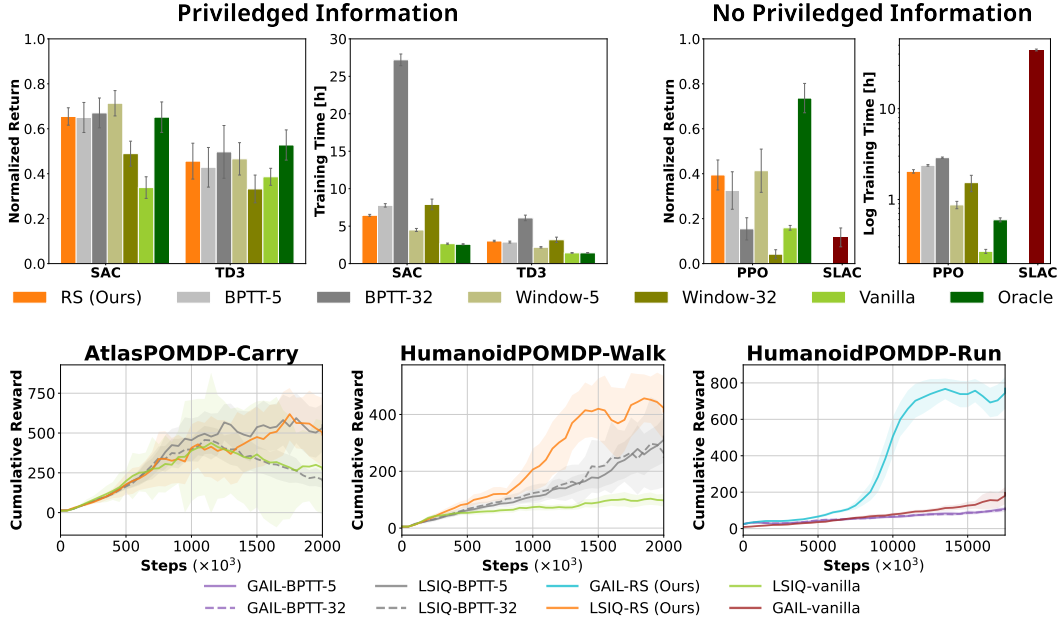 Priviledged Information
No Priviledged Information
Normalized Return
1.0
0.8
0.6
0.4
0.2
0.0
SAC
TD3
Training Time [h]
30
25
20
15
10
5
0
SAC
TD3
Normalized Return
1.0
0.8
0.6
0.4
0.2
0.0
PPO
SLAC
Log Training Time [h]
10
1
PPO
SLAC
RS (Ours)
BPTT-5
BPTT-32
Window-5
Window-32
Vanilla
Oracle
AtlasPOMDP-Carry
Cumulative Reward
750
500
250
0
0
500
1000
1500
2000
Steps (×10³)
HumanoidPOMDP-Walk
Cumulative Reward
400
200
0
0
500
1000
1500
2000
Steps (×10³)
HumanoidPOMDP-Run
Cumulative Reward
800
600
400
200
0
0
5000
10000
15000
Steps (×10³)
GAIL-BPTT-5
LSIQ-BPTT-5
GAIL-RS (Ours)
LSIQ-vanilla
GAIL-BPTT-32
LSIQ-BPTT-32
LSIQ-RS (Ours)
GAIL-vanilla